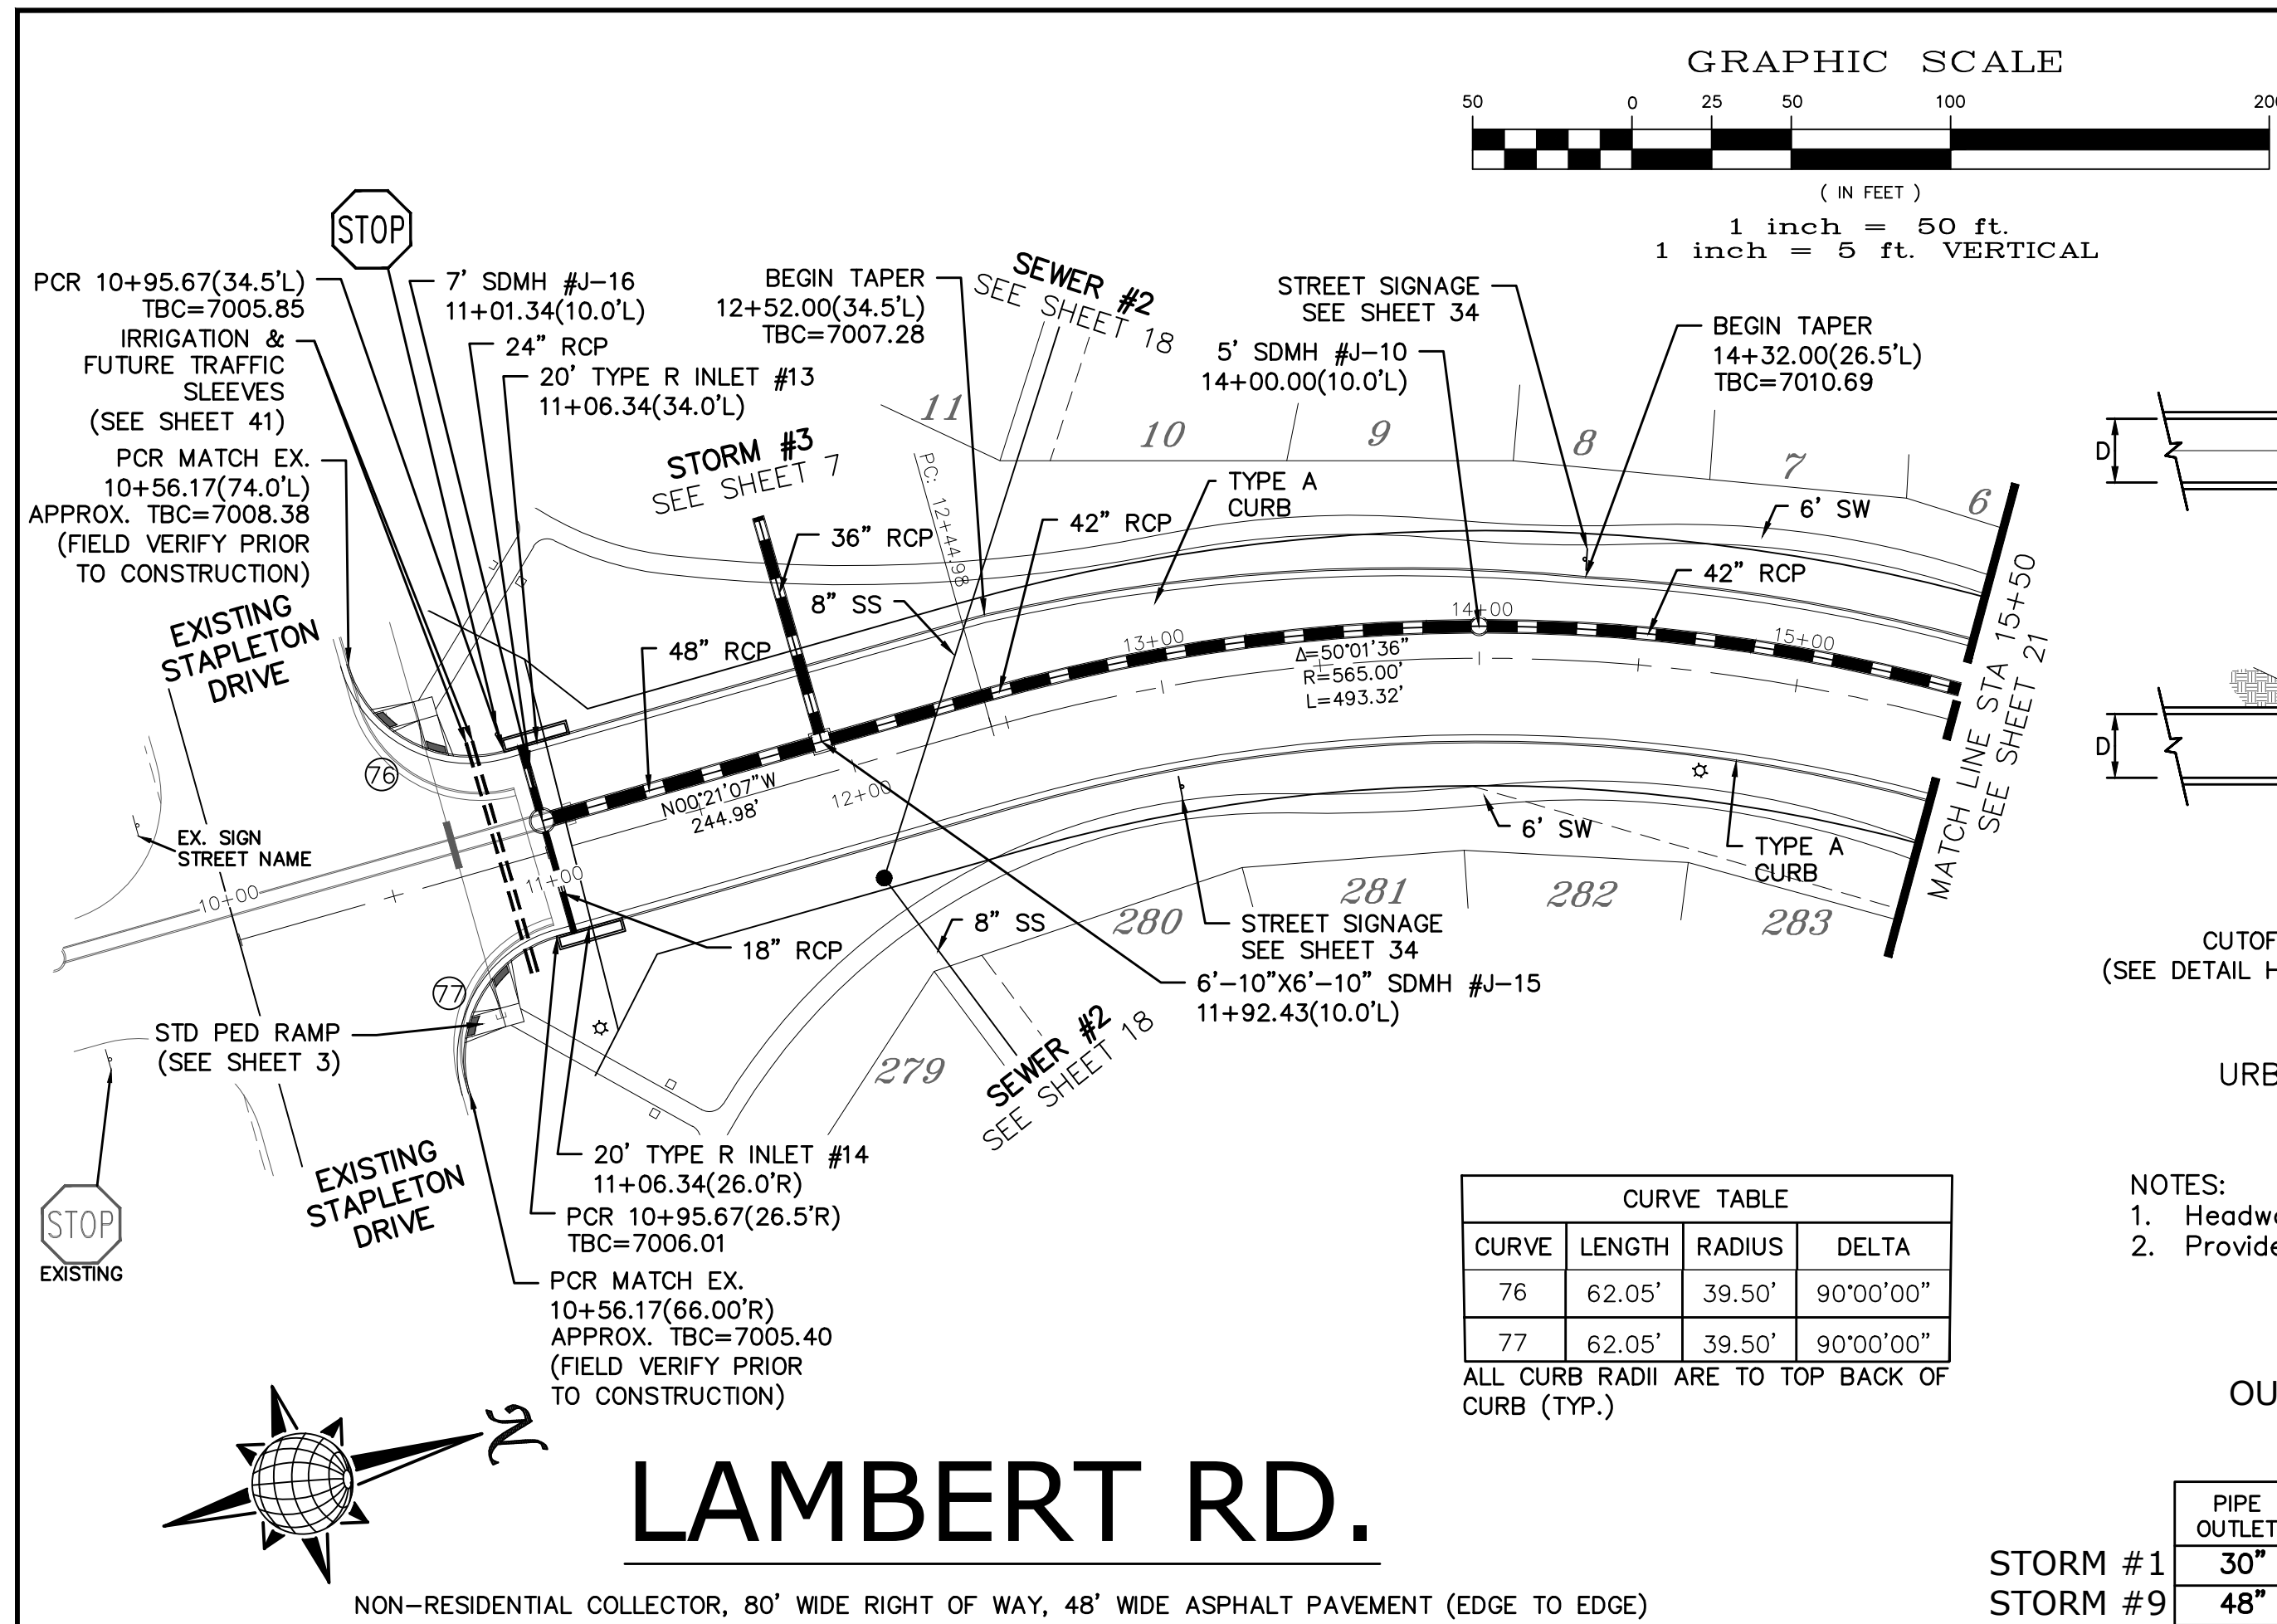 GRAPHIC SCALE
50 0 25 50 100 200
( IN FEET )
1 inch = 50 ft.
1 inch = 5 ft. VERTICAL
STOP
PCR 10+95.67(34.5'L)
TBC=7005.85
IRRIGATION &
FUTURE TRAFFIC
SLEEVES
(SEE SHEET 41)
PCR MATCH EX.
10+56.17(74.0'L)
APPROX. TBC=7008.38
(FIELD VERIFY PRIOR
TO CONSTRUCTION)
7' SDMH #J-16
11+01.34(10.0'L)
24" RCP
20' TYPE R INLET #13
11+06.34(34.0'L)
BEGIN TAPER
12+52.00(34.5'L)
TBC=7007.28
SEWER #2
SEE SHEET 18
STREET SIGNAGE
SEE SHEET 34
5' SDMH #J-10
14+00.00(10.0'L)
BEGIN TAPER
14+32.00(26.5'L)
TBC=7010.69
STORM #3
SEE SHEET 7
11
10
9
8
7
6
PC: 12+44.98
TYPE A
CURB
36" RCP
42" RCP
6' SW
8" SS
42" RCP
48" RCP
EXISTING
STAPLETON
DRIVE
10+00
11+00
12+00
13+00
14+00
15+00
N00°21'07"W
244.98'
Δ=50°01'36"
R=565.00'
L=493.32'
MATCH LINE STA 15+50
SEE SHEET 21
D
D
76
77
EX. SIGN
STREET NAME
STD PED RAMP
(SEE SHEET 3)
18" RCP
8" SS
6' SW
TYPE A
CURB
279
280
281
282
283
STREET SIGNAGE
SEE SHEET 34
6'-10"X6'-10" SDMH #J-15
11+92.43(10.0'L)
SEWER #2
SEE SHEET 18
20' TYPE R INLET #14
11+06.34(26.0'R)
PCR 10+95.67(26.5'R)
TBC=7006.01
PCR MATCH EX.
10+56.17(66.00'R)
APPROX. TBC=7005.40
(FIELD VERIFY PRIOR
TO CONSTRUCTION)
EXISTING
STAPLETON
DRIVE
STOP
EXISTING
CURVE TABLE
CURVE LENGTH RADIUS DELTA
76 62.05' 39.50' 90°00'00"
77 62.05' 39.50' 90°00'00"
ALL CURB RADII ARE TO TOP BACK OF
CURB (TYP.)
CUTOF
(SEE DETAIL H
URB
NOTES:
1. Headwa
2. Provide
OU
N
LAMBERT RD.
NON-RESIDENTIAL COLLECTOR, 80' WIDE RIGHT OF WAY, 48' WIDE ASPHALT PAVEMENT (EDGE TO EDGE)
PIPE
OUTLET
STORM #1 30"
STORM #9 48"